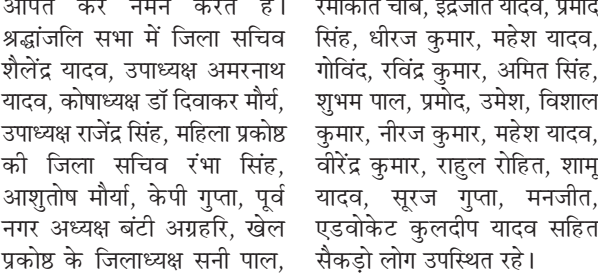 अर्पित कर नमन करते हैं।
श्रद्धांजलि सभा में जिला सचिव
शैलेंद्र यादव, उपाध्यक्ष अमरनाथ
यादव, कोषाध्यक्ष डॉ दिवाकर मौर्य,
उपाध्यक्ष राजेंद्र सिंह, महिला प्रकोष्ठ
की जिला सचिव रंभा सिंह,
आशुतोष मौर्या, केपी गुप्ता, पूर्व
नगर अध्यक्ष बंटी अग्रहरि, खेल
प्रकोष्ठ के जिलाध्यक्ष सनी पाल,
रमाकांत चौबे, इंद्रजीत यादव, प्रमोद
सिंह, धीरज कुमार, महेश यादव,
गोविंद, रविंद्र कुमार, अमित सिंह,
शुभम पाल, प्रमोद, उमेश, विशाल
कुमार, नीरज कुमार, महेश यादव,
वीरेंद्र कुमार, राहुल रोहित, शामू
यादव, सूरज गुप्ता, मनजीत,
एडवोकेट कुलदीप यादव सहित
सैकड़ो लोग उपस्थित रहे।